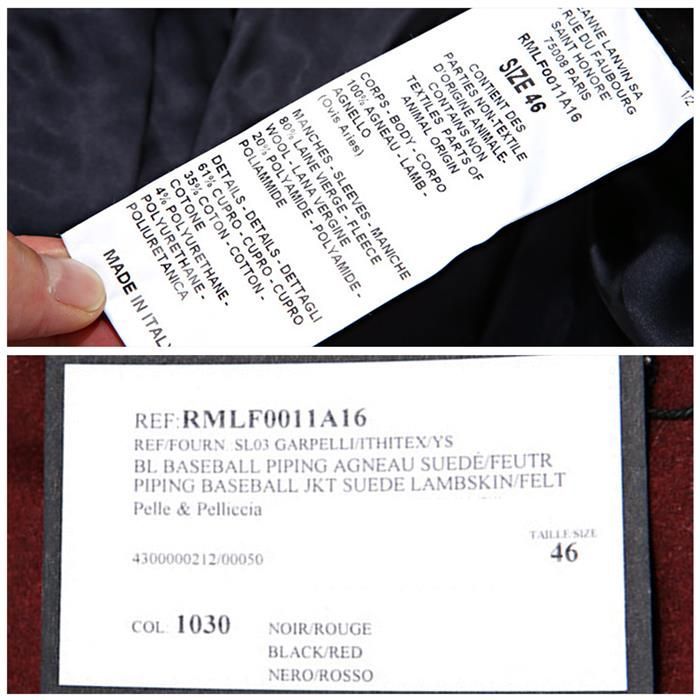 JEANNE LANVIN SA
RUE DU FAUBOURG
SAINT HONORE'
75008 PARIS
RMLF0011A16
SIZE 46
CONTIENT DES
PARTIES NON-TEXTILE
D'ORIGINE ANIMALE-
CONTAINS NON
TEXTILES PARTS OF
ANIMAL ORIGIN
CORPS - BODY - CORPO
100% AGNEAU - LAMB -
AGNELLO
(Ovis Aries)
MANCHES - SLEEVES - MANICHE
80% LAINE VIERGE - FLEECE
WOOL - LANA VERGINE
20% POLYAMIDE - POLYAMIDE -
POLIAMMIDE
DETAILS - DETAILS - DETTAGLI
61% CUPRO - CUPRO - CUPRO
35% COTON - COTTON -
COTONE
4% POLYURETHANE -
POLYURETHANE -
POLIURETANICA
MADE IN ITALY
1/2
REF:RMLF0011A16
REF/FOURN: SL03 GARPELLI/ITHITEX/YS
BL BASEBALL PIPING AGNEAU SUEDE/FEUTR
PIPING BASEBALL JKT SUEDE LAMBSKIN/FELT
Pelle & Pelliccia
TAILLE/SIZE
4300000212/00050
46
COL: 1030 NOIR/ROUGE
BLACK/RED
NERO/ROSSO